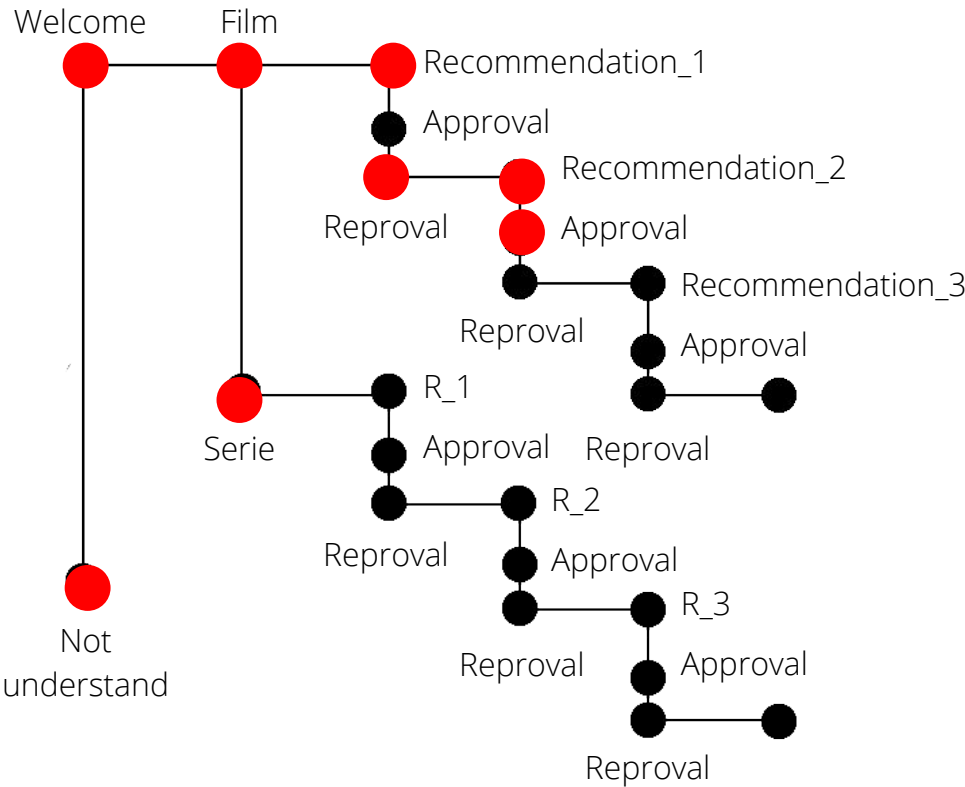 Welcome
Film
Recommendation_1
Approval
Recommendation_2
Reproval
Approval
Recommendation_3
Reproval
Approval
R_1
Serie
Approval
Reproval
R_2
Reproval
Approval
R_3
Not
understand
Reproval
Approval
Reproval